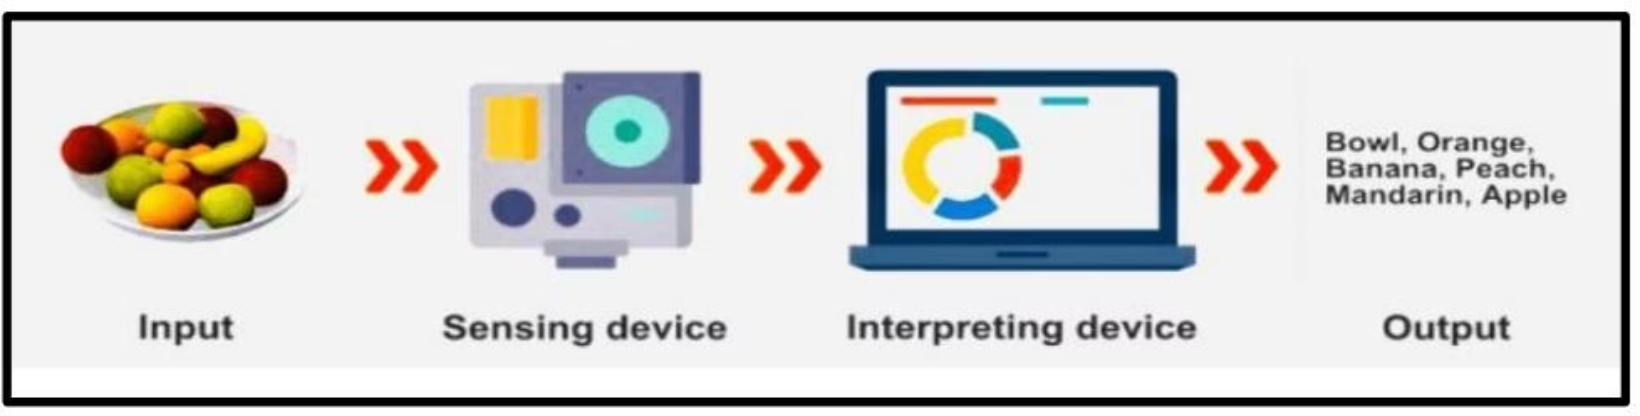 Bowl, Orange,
Banana, Peach,
Mandarin, Apple
Input
Sensing device
Interpreting device
Output